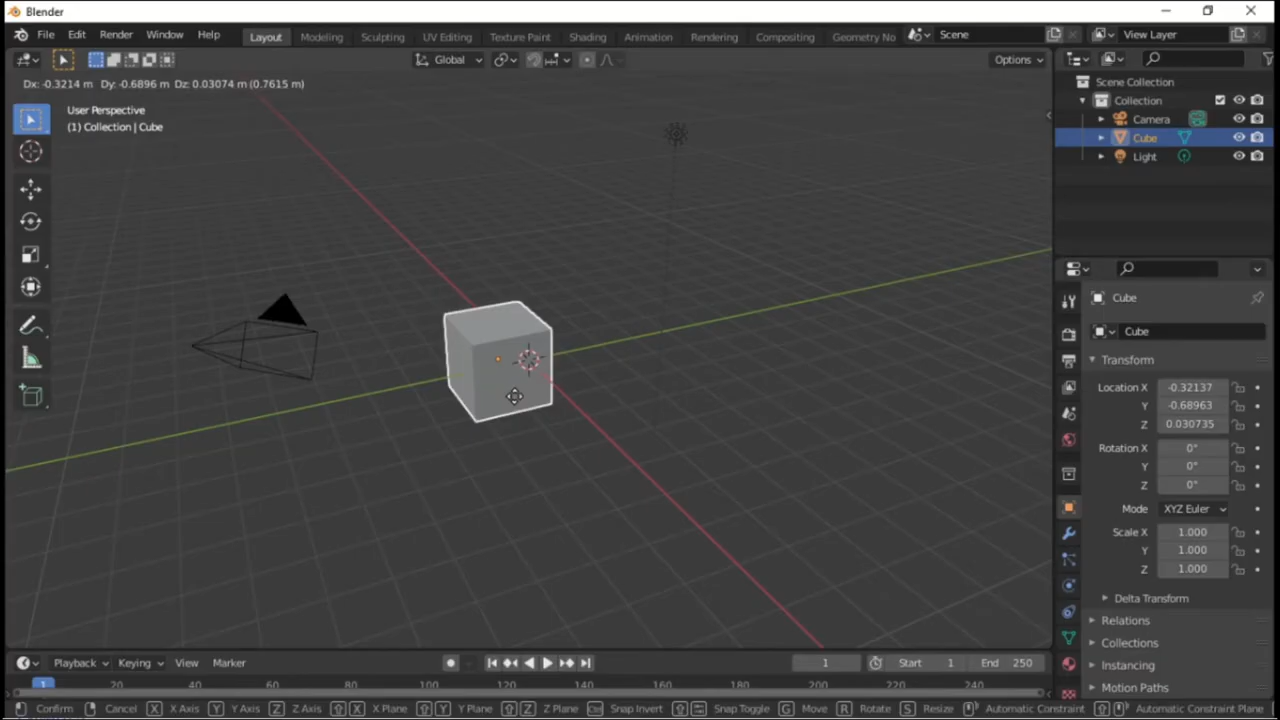 Blender
File Edit Render Window Help Layout Modeling Sculpting UV Editing Texture Paint Shading Animation Rendering Compositing Geometry No Scene View Layer
Global Options
Dx: -0.3214 m Dy: -0.6896 m Dz: 0.03074 m (0.7615 m)
User Perspective
(1) Collection | Cube
Scene Collection
Collection
Camera
Cube
Light
Cube
Cube
Transform
Location X -0.32137
Y -0.68963
Z 0.030735
Rotation X 0°
Y 0°
Z 0°
Mode XYZ Euler
Scale X 1.000
Y 1.000
Z 1.000
Delta Transform
Relations
Collections
Instancing
Motion Paths
Playback Keying View Marker 1 Start 1 End 250
1 20 40 60 80 100 120 140 160 180 200 220 240
Confirm Cancel X X Axis Y Y Axis Z Z Axis X X Plane Y Y Plane Z Z Plane Ctrl Snap Invert Snap Toggle G Move R Rotate S Resize Automatic Constraint Automatic Constraint Plane